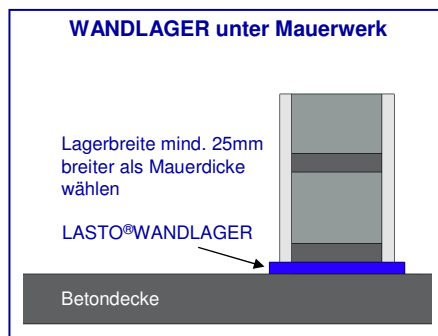 WANDLAGER unter Mauerwerk
Lagerbreite mind. 25mm
breiter als Mauerdicke
wählen
LASTO®WANDLAGER
Betondecke